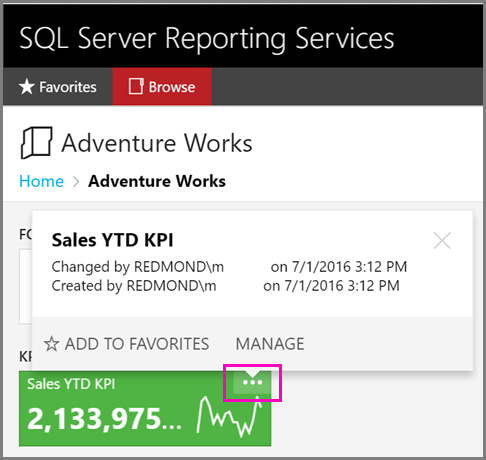 SQL Server Reporting Services
Favorites
Browse
Adventure Works
Home > Adventure Works
Sales YTD KPI
Changed by REDMOND\m on 7/1/2016 3:12 PM
Created by REDMOND\m on 7/1/2016 3:12 PM
ADD TO FAVORITES MANAGE
Sales YTD KPI ...
2,133,975...